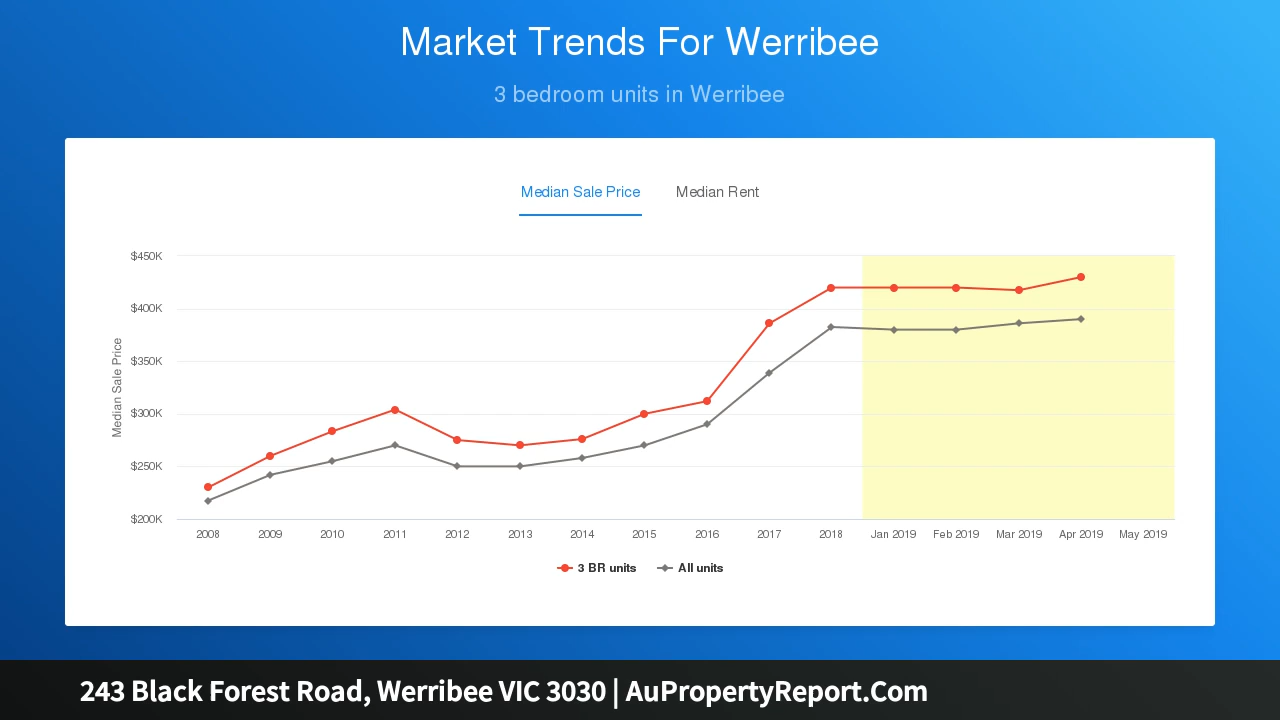 Market Trends For Werribee
3 bedroom units in Werribee
Median Sale Price Median Rent
Median Sale Price
$450K
$400K
$350K
$300K
$250K
$200K
2008 2009 2010 2011 2012 2013 2014 2015 2016 2017 2018 Jan 2019 Feb 2019 Mar 2019 Apr 2019 May 2019
3 BR units All units
243 Black Forest Road, Werribee VIC 3030 | AuPropertyReport.Com